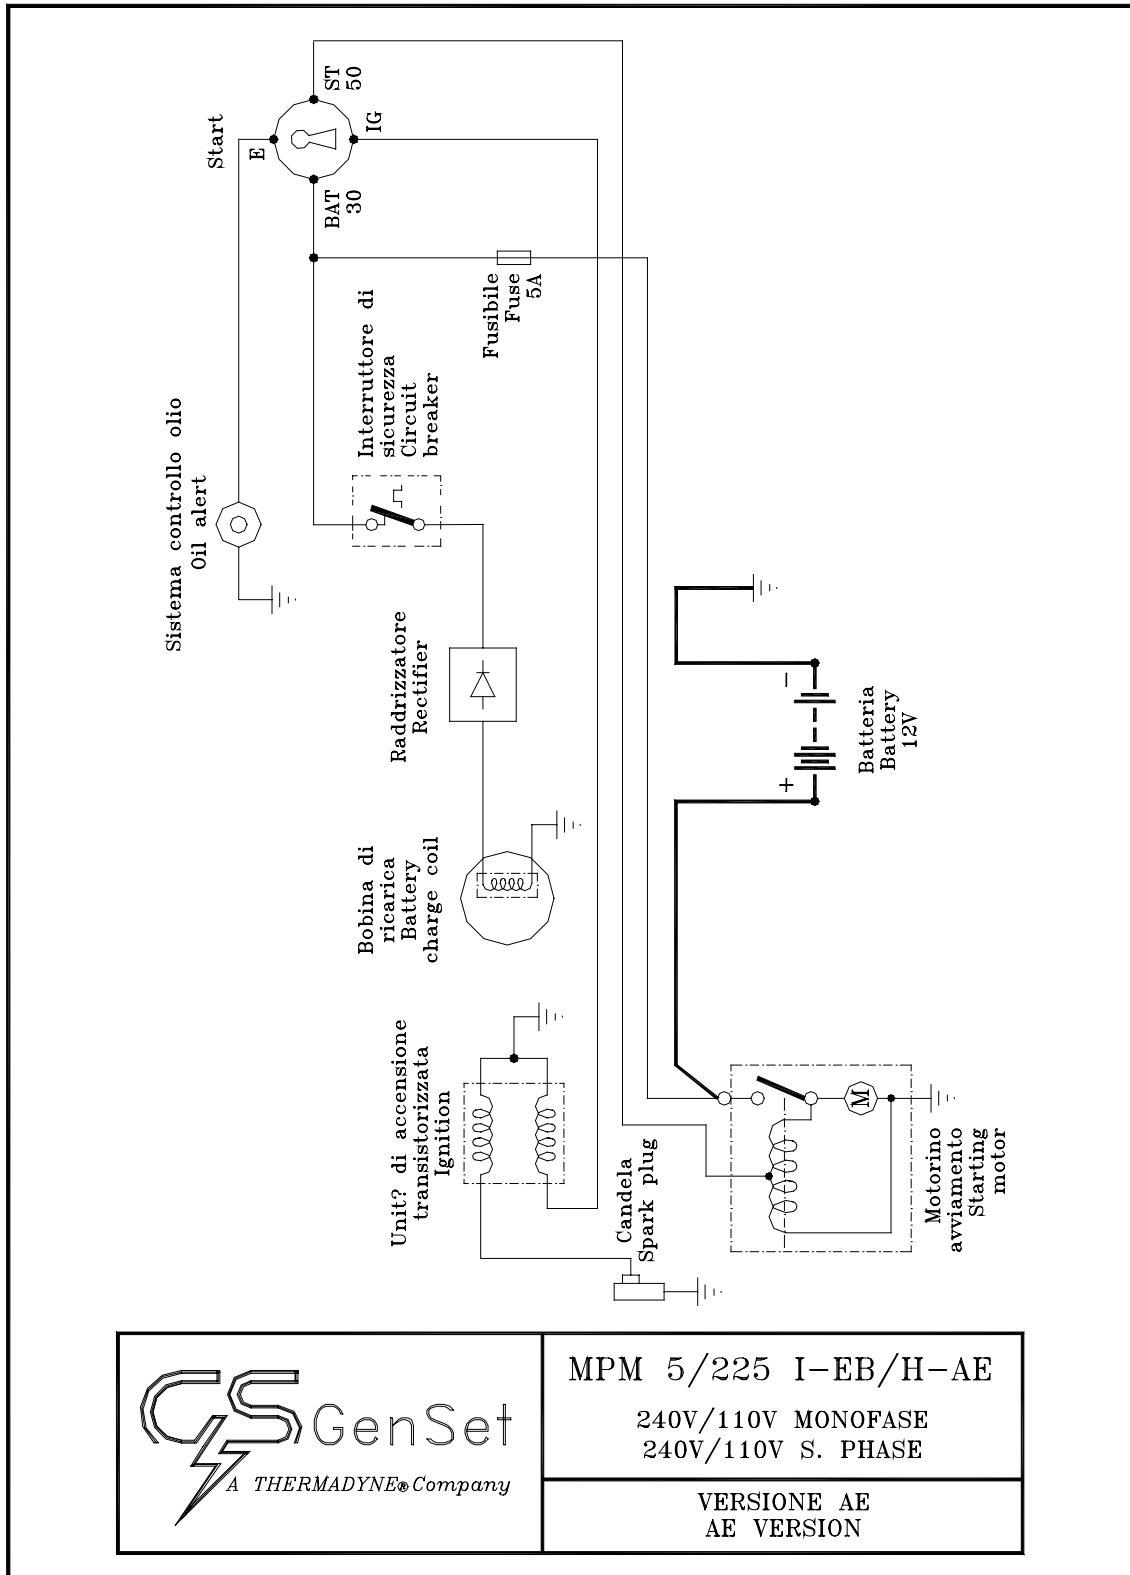 ST
50
IG
Start
E
BAT
30
Fusibile
Fuse
5A
Interruttore di
sicurezza
Circuit
breaker
Sistema controllo olio
Oil alert
Raddrizzatore
Rectifier
-
+
Batteria
Battery
12V
Bobina di
ricarica
Battery
charge coil
Unit? di accensione
transistorizzata
Ignition
Candela
Spark plug
M
Motorino
avviamento
Starting
motor
GS GenSet
A THERMADYNE® Company
MPM 5/225 I-EB/H-AE
240V/110V MONOFASE
240V/110V S. PHASE
VERSIONE AE
AE VERSION